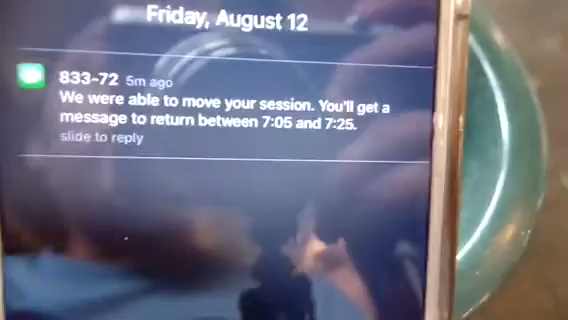 Friday, August 12
833-72 5m ago
We were able to move your session. You'll get a
message to return between 7:05 and 7:25.
slide to reply